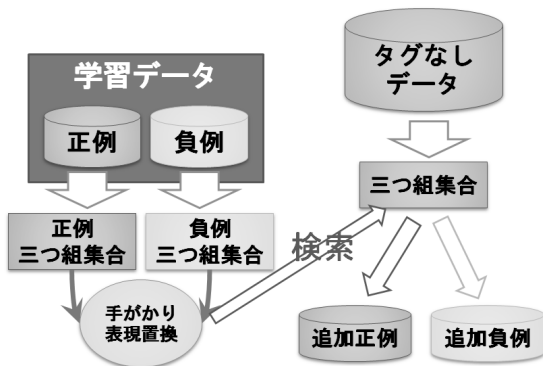 学習データ
正例
負例
正例
三つ組集合
負例
三つ組集合
手がかり
表現置換
検索
タグなし
データ
三つ組集合
追加正例
追加負例